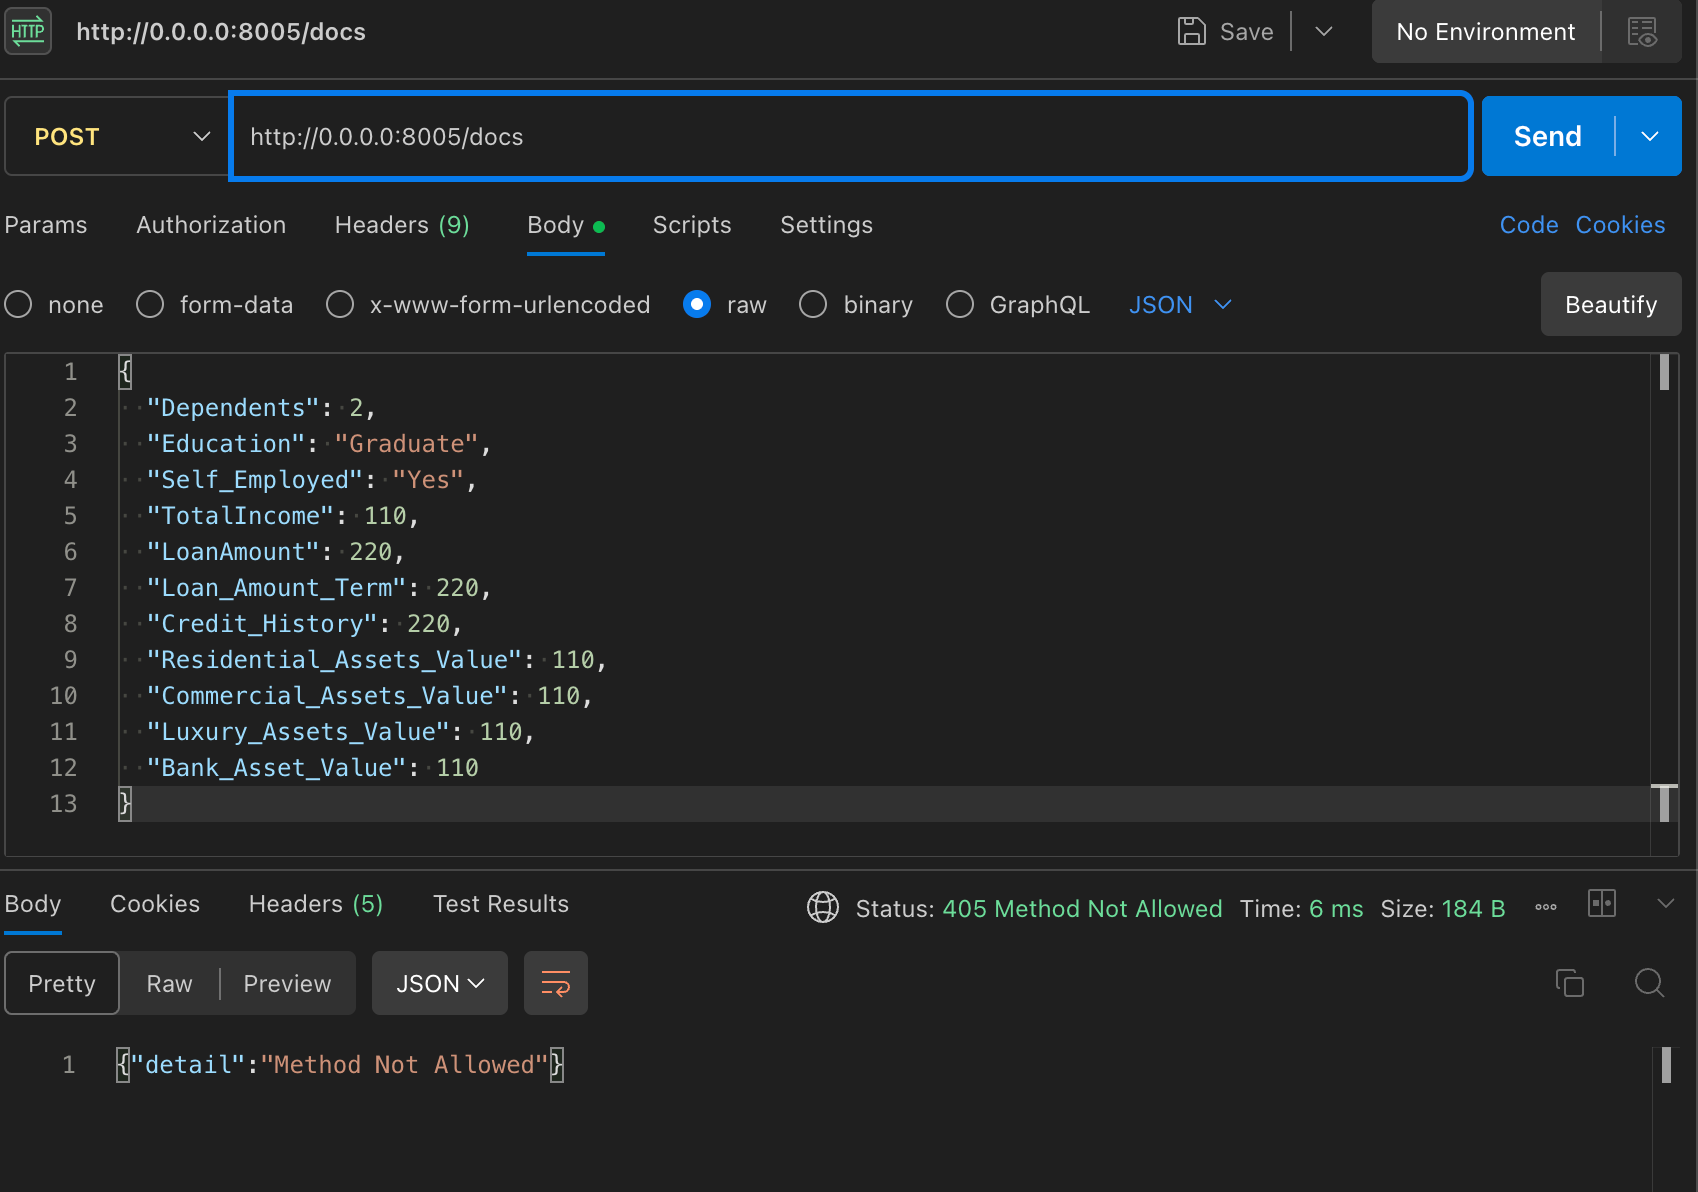 HTTP http://0.0.0.0:8005/docs Save No Environment
POST http://0.0.0.0:8005/docs Send
Params Authorization Headers (9) Body Scripts Settings Code Cookies
none form-data x-www-form-urlencoded raw binary GraphQL JSON Beautify
1 {
2 "Dependents": 2,
3 "Education": "Graduate",
4 "Self_Employed": "Yes",
5 "TotalIncome": 110,
6 "LoanAmount": 220,
7 "Loan_Amount_Term": 220,
8 "Credit_History": 220,
9 "Residential_Assets_Value": 110,
10 "Commercial_Assets_Value": 110,
11 "Luxury_Assets_Value": 110,
12 "Bank_Asset_Value": 110
13 }
Body Cookies Headers (5) Test Results Status: 405 Method Not Allowed Time: 6 ms Size: 184 B
Pretty Raw Preview JSON
1 {"detail":"Method Not Allowed"}